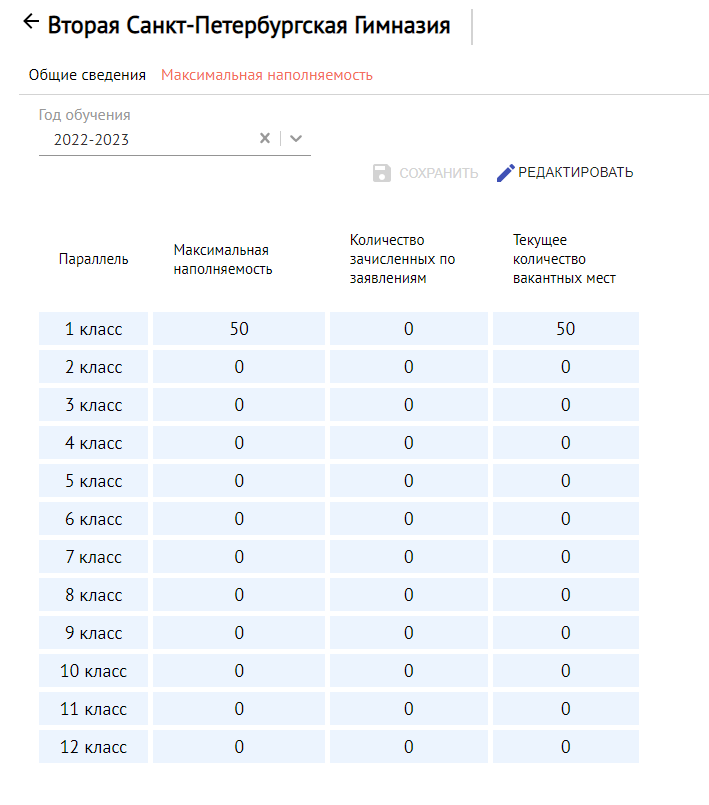 Вторая Санкт-Петербургская Гимназия
Общие сведения Максимальная наполняемость
Год обучения
2022-2023
СОХРАНИТЬ РЕДАКТИРОВАТЬ
Параллель
Максимальная
наполняемость
Количество
зачисленных по
заявлениям
Текущее
количество
вакантных мест
1 класс 50 0 50
2 класс 0 0 0
3 класс 0 0 0
4 класс 0 0 0
5 класс 0 0 0
6 класс 0 0 0
7 класс 0 0 0
8 класс 0 0 0
9 класс 0 0 0
10 класс 0 0 0
11 класс 0 0 0
12 класс 0 0 0